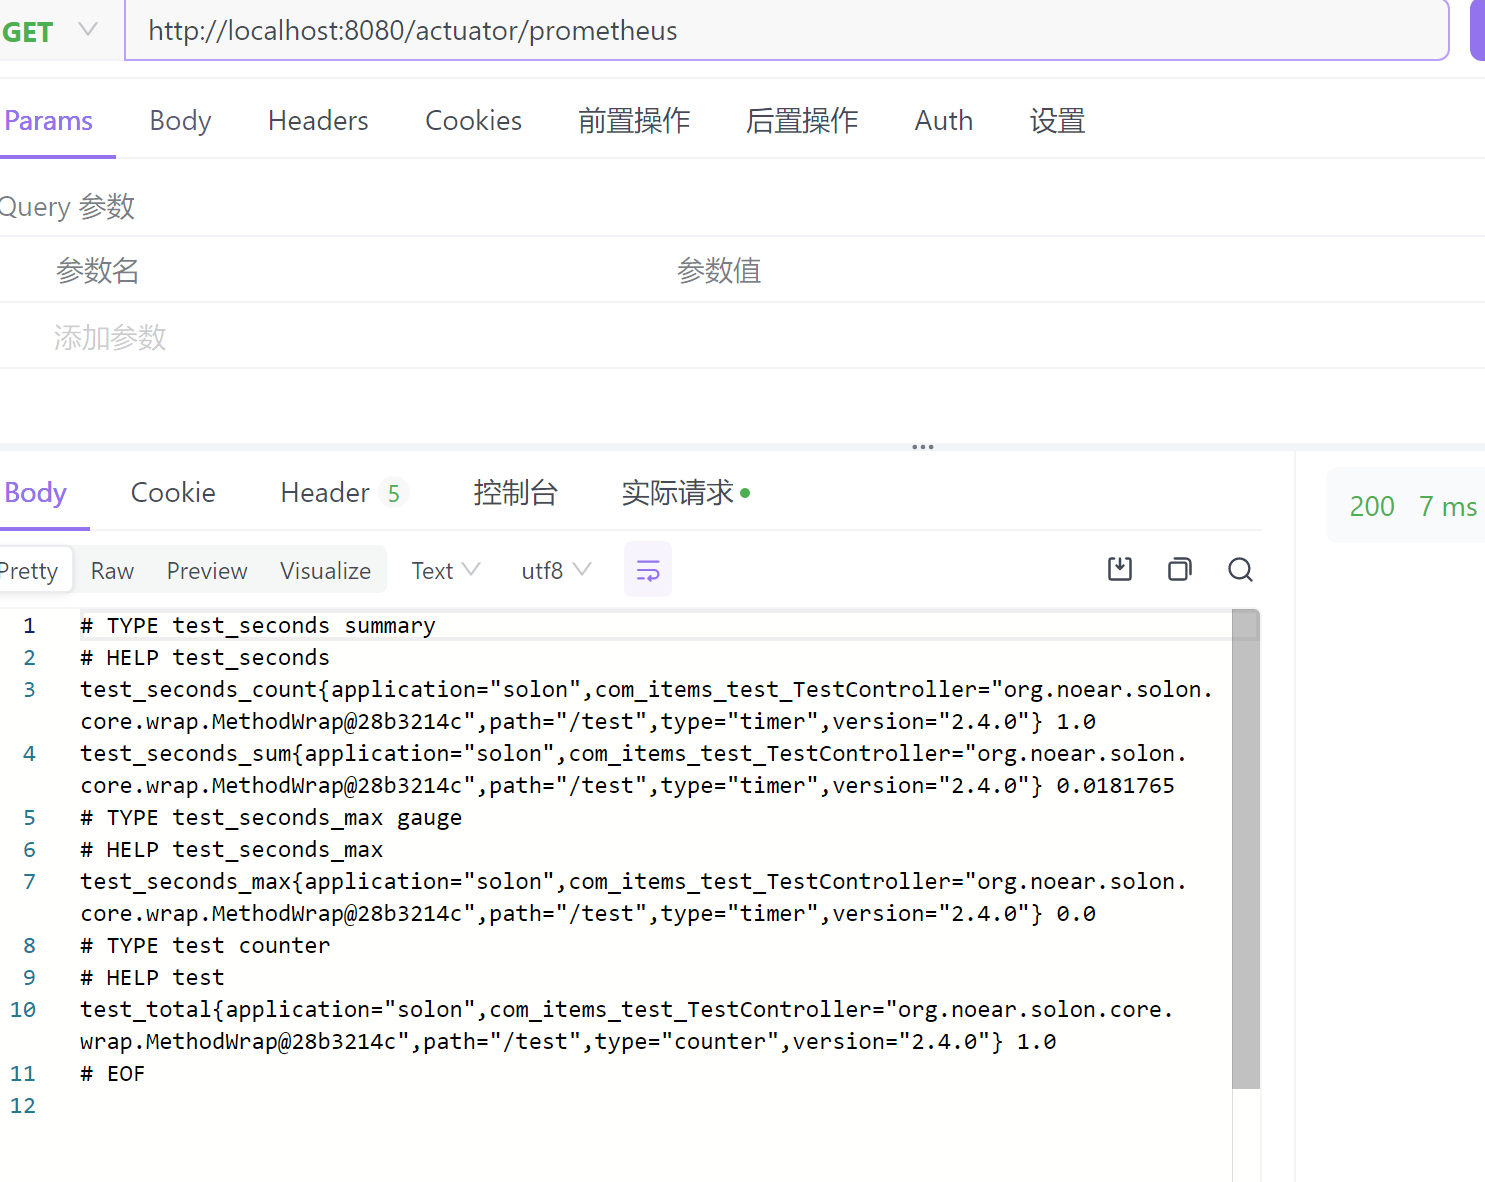 GET http://localhost:8080/actuator/prometheus
Params Body Headers Cookies 前置操作 后置操作 Auth 设置
Query 参数
参数名 参数值
添加参数
Body Cookie Header 5 控制台 实际请求 200 7 ms
Pretty Raw Preview Visualize Text utf8
1 # TYPE test_seconds summary
2 # HELP test_seconds
3 test_seconds_count{application="solon",com_items_test_TestController="org.noear.solon.
core.wrap.MethodWrap@28b3214c",path="/test",type="timer",version="2.4.0"} 1.0
4 test_seconds_sum{application="solon",com_items_test_TestController="org.noear.solon.
core.wrap.MethodWrap@28b3214c",path="/test",type="timer",version="2.4.0"} 0.0181765
5 # TYPE test_seconds_max gauge
6 # HELP test_seconds_max
7 test_seconds_max{application="solon",com_items_test_TestController="org.noear.solon.
core.wrap.MethodWrap@28b3214c",path="/test",type="timer",version="2.4.0"} 0.0
8 # TYPE test counter
9 # HELP test
10 test_total{application="solon",com_items_test_TestController="org.noear.solon.core.
wrap.MethodWrap@28b3214c",path="/test",type="counter",version="2.4.0"} 1.0
11 # EOF
12